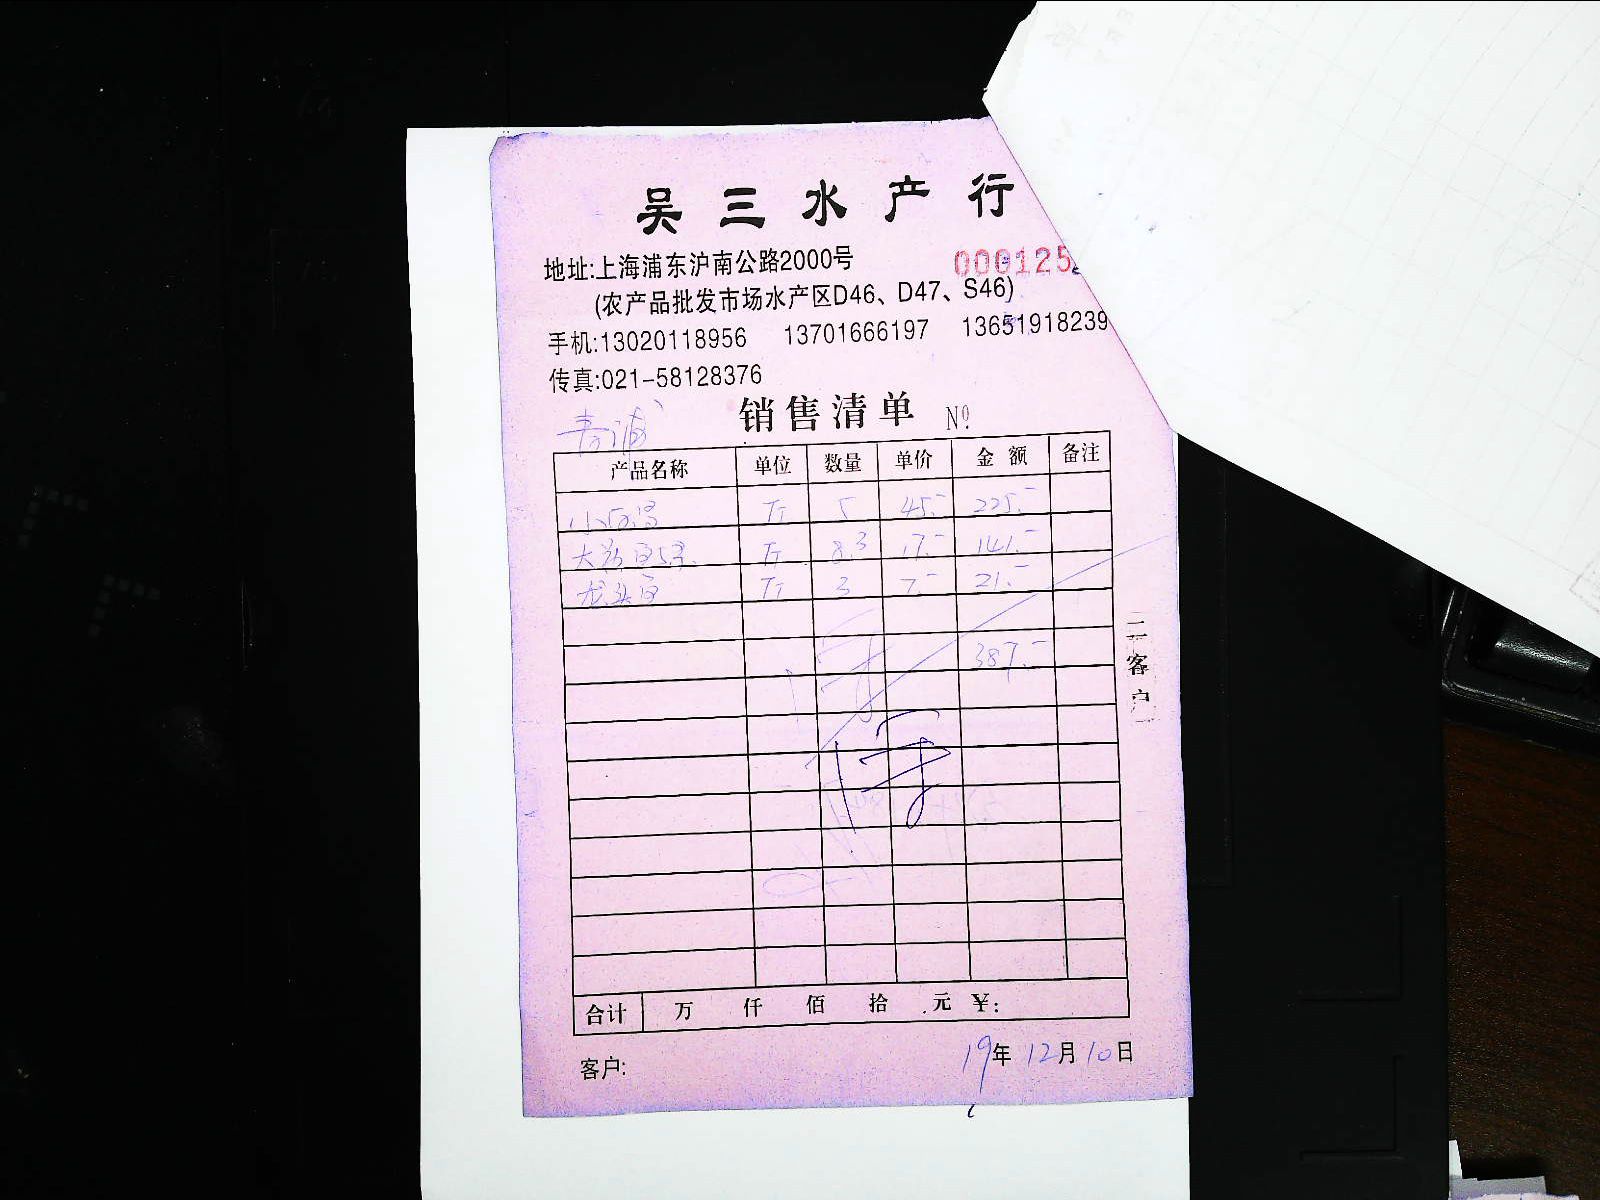 吴三水产行
地址:上海浦东沪南公路2000号
000125
(农产品批发市场水产区D46、D47、S46)
手机:13020118956 13701666197 13651918239
传真:021-58128376
青浦
销售清单 Nº
产品名称 单位 数量 单价 金额 备注
斤 5 45.- 225.-
斤 8.3 17.- 141.-
龙头鱼 斤 3 7.- 21.-
387.-
二客户
合计 万 仟 佰 拾 元 ¥:
19年12月10日
客户: